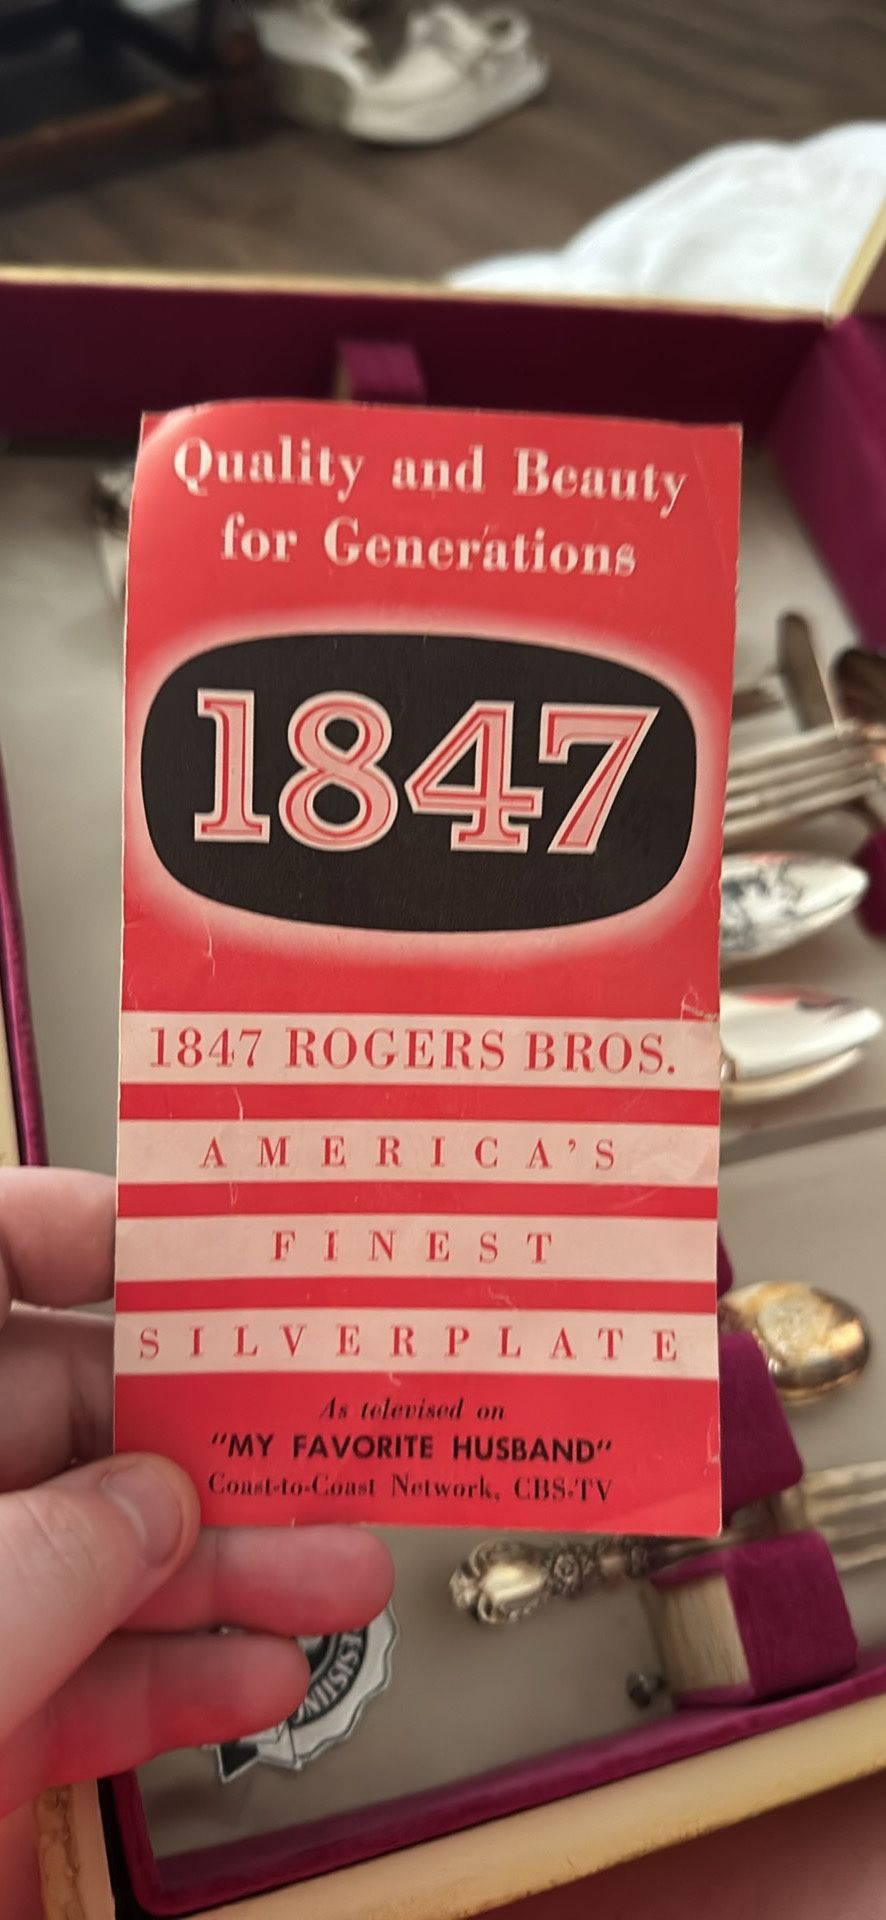 Quality and Beauty
for Generations
1847
1847 ROGERS BROS.
AMERICA'S
FINEST
SILVERPLATE
As televised on
"MY FAVORITE HUSBAND"
Coast-to-Coast Network, CBS-TV